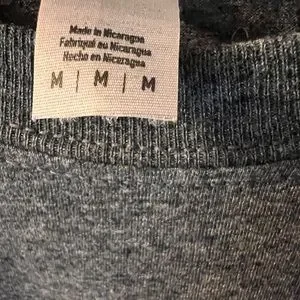 Made in Nicaragua
Fabriqué au Nicaragua
Hecho en Nicaragua
M | M | M